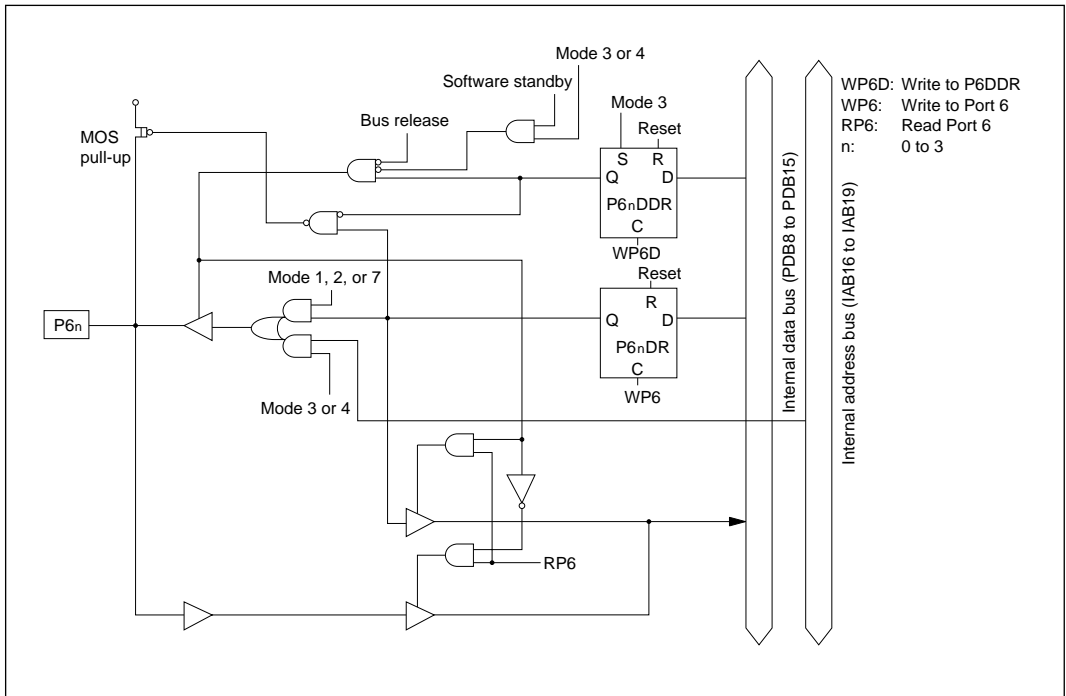 Mode 3 or 4
Software standby
Mode 3
Bus release
Reset
MOS
pull-up
S R
Q D
P6nDDR
C
WP6D
Reset
Mode 1, 2, or 7
R
Q D
P6n
P6nDR
C
WP6
Mode 3 or 4
RP6
Internal data bus (PDB8 to PDB15)
Internal address bus (IAB16 to IAB19)
WP6D: Write to P6DDR
WP6: Write to Port 6
RP6: Read Port 6
n: 0 to 3